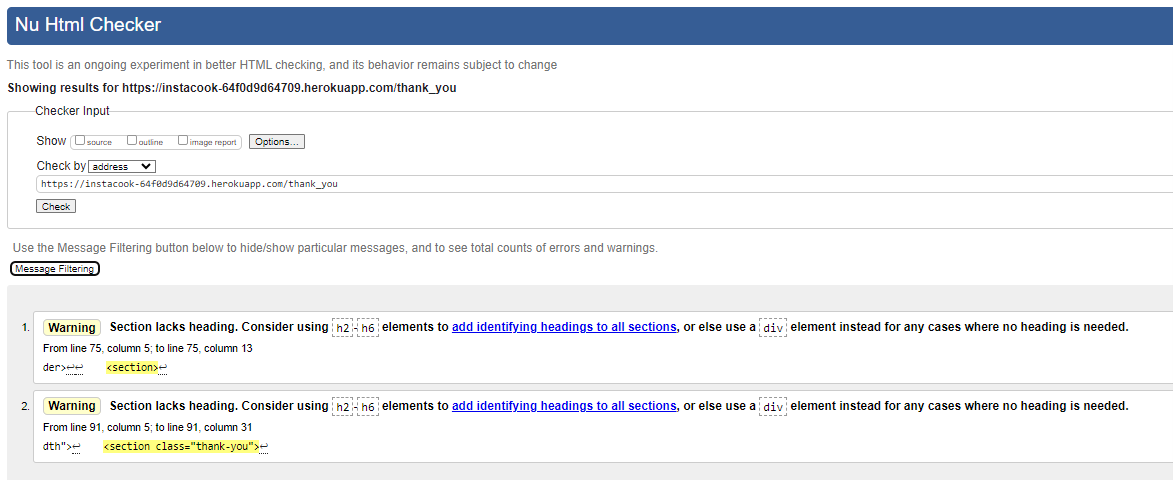 Nu Html Checker
This tool is an ongoing experiment in better HTML checking, and its behavior remains subject to change
Showing results for https://instacook-64f0d9d64709.herokuapp.com/thank_you
Checker Input
Show source outline image report Options...
Check by address
https://instacook-64f0d9d64709.herokuapp.com/thank_you
Check
Use the Message Filtering button below to hide/show particular messages, and to see total counts of errors and warnings.
Message Filtering
1. Warning Section lacks heading. Consider using h2-h6 elements to add identifying headings to all sections, or else use a div element instead for any cases where no heading is needed.
From line 75, column 5; to line 75, column 13
der>↩↩ <section>↩
2. Warning Section lacks heading. Consider using h2-h6 elements to add identifying headings to all sections, or else use a div element instead for any cases where no heading is needed.
From line 91, column 5; to line 91, column 31
dth">↩ <section class="thank-you">↩